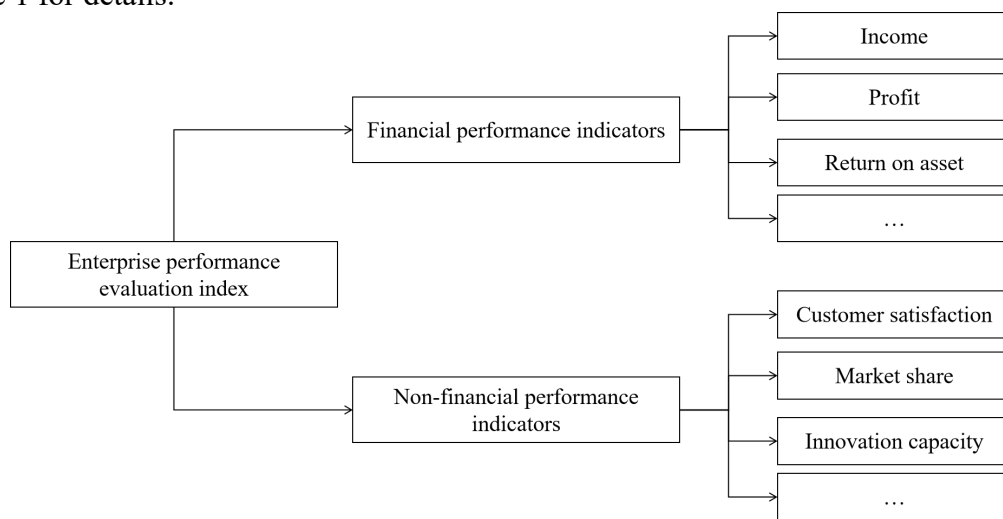 1 for details.
Income
Profit
Financial performance indicators
Return on asset
…
Enterprise performance
evaluation index
Customer satisfaction
Market share
Non-financial performance
indicators
Innovation capacity
…